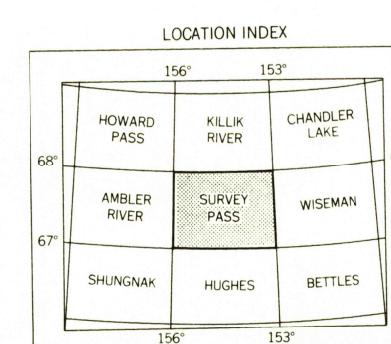 LOCATION INDEX
156° 153°
HOWARD PASS
KILLIK RIVER
CHANDLER LAKE
68°
AMBLER RIVER
SURVEY PASS
WISEMAN
67°
SHUNGNAK
HUGHES
BETTLES
156° 153°